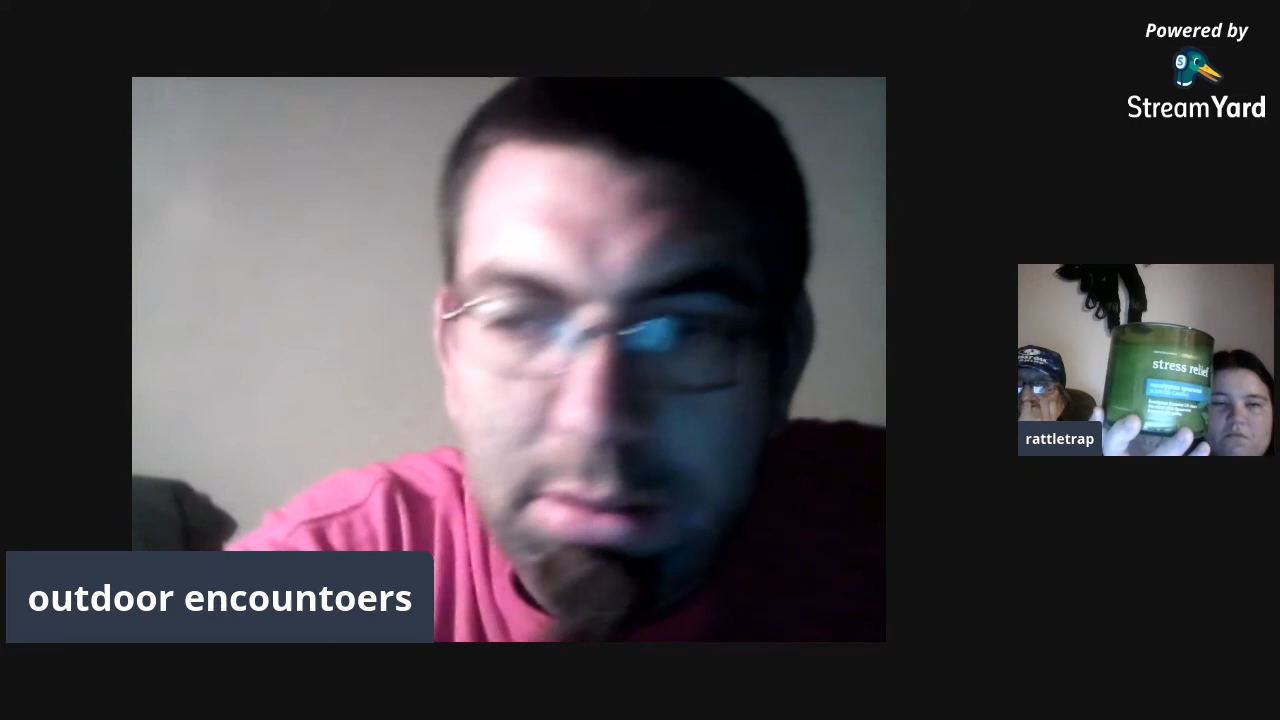 Powered by
StreamYard
stress relief
rattletrap
outdoor encountoers